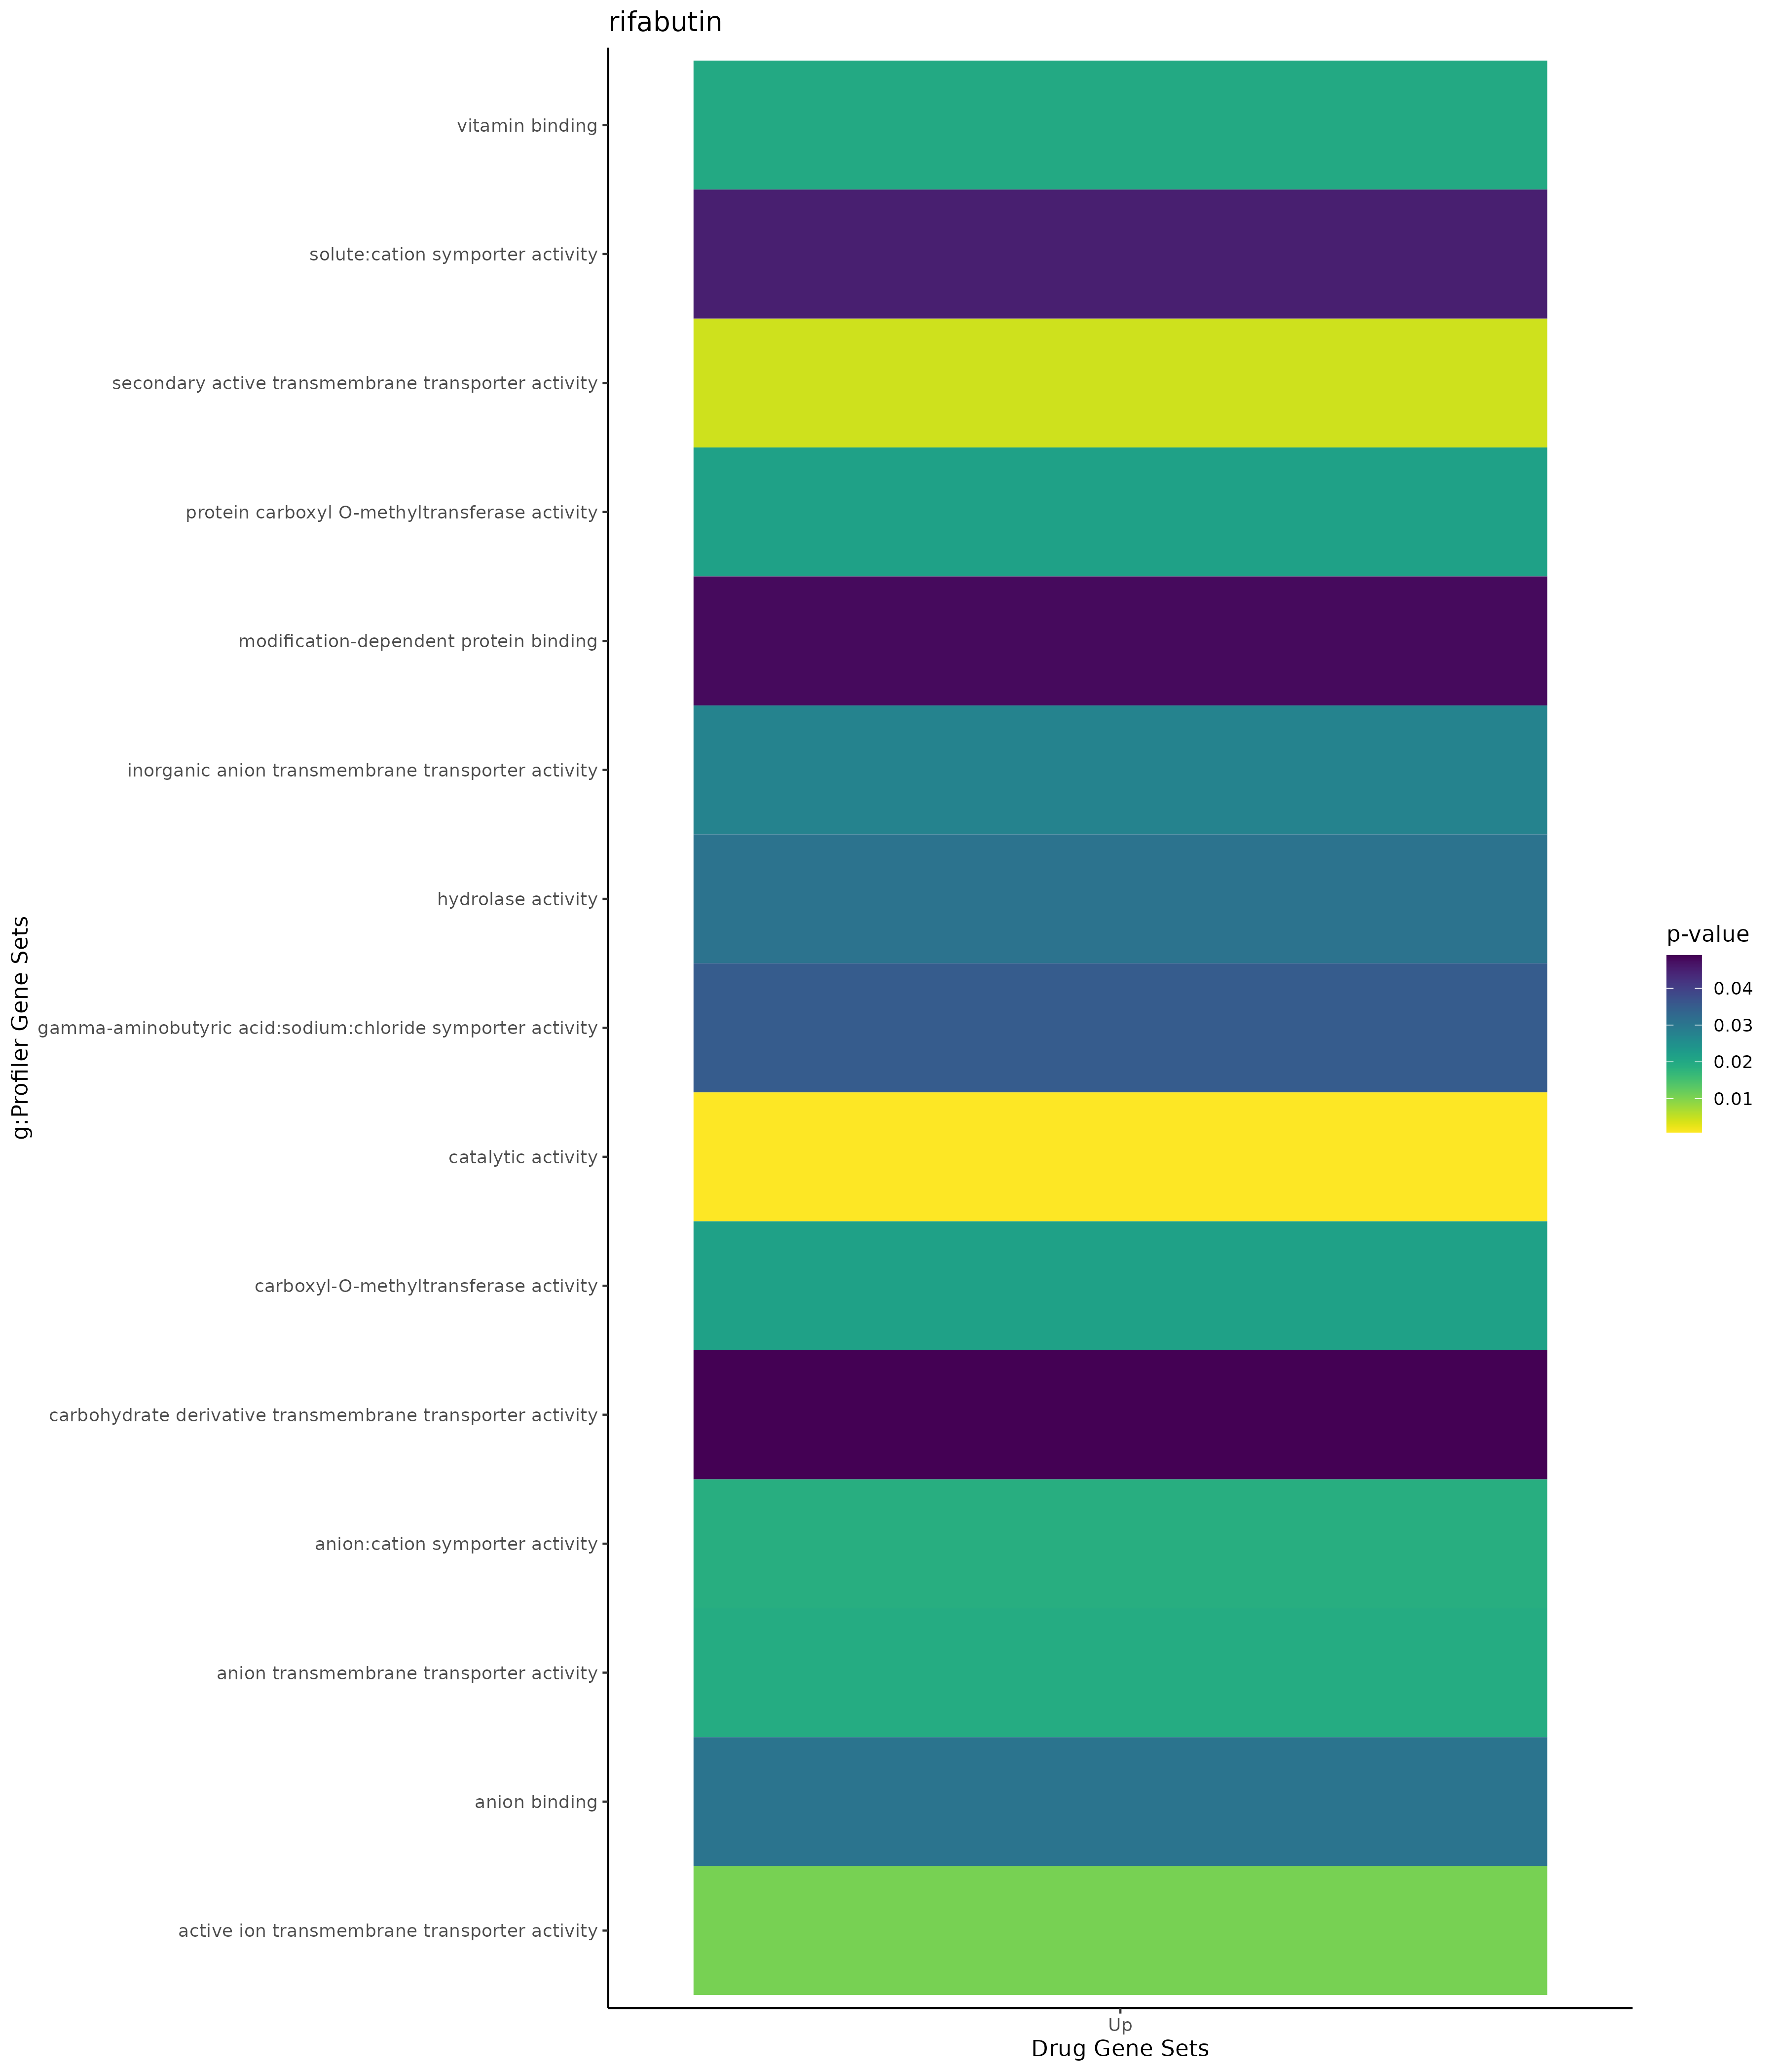 rifabutin
g:Profiler Gene Sets
vitamin binding
solute:cation symporter activity
secondary active transmembrane transporter activity
protein carboxyl O-methyltransferase activity
modification-dependent protein binding
inorganic anion transmembrane transporter activity
hydrolase activity
gamma-aminobutyric acid:sodium:chloride symporter activity
catalytic activity
carboxyl-O-methyltransferase activity
carbohydrate derivative transmembrane transporter activity
anion:cation symporter activity
anion transmembrane transporter activity
anion binding
active ion transmembrane transporter activity
Up
Drug Gene Sets
p-value
0.04
0.03
0.02
0.01